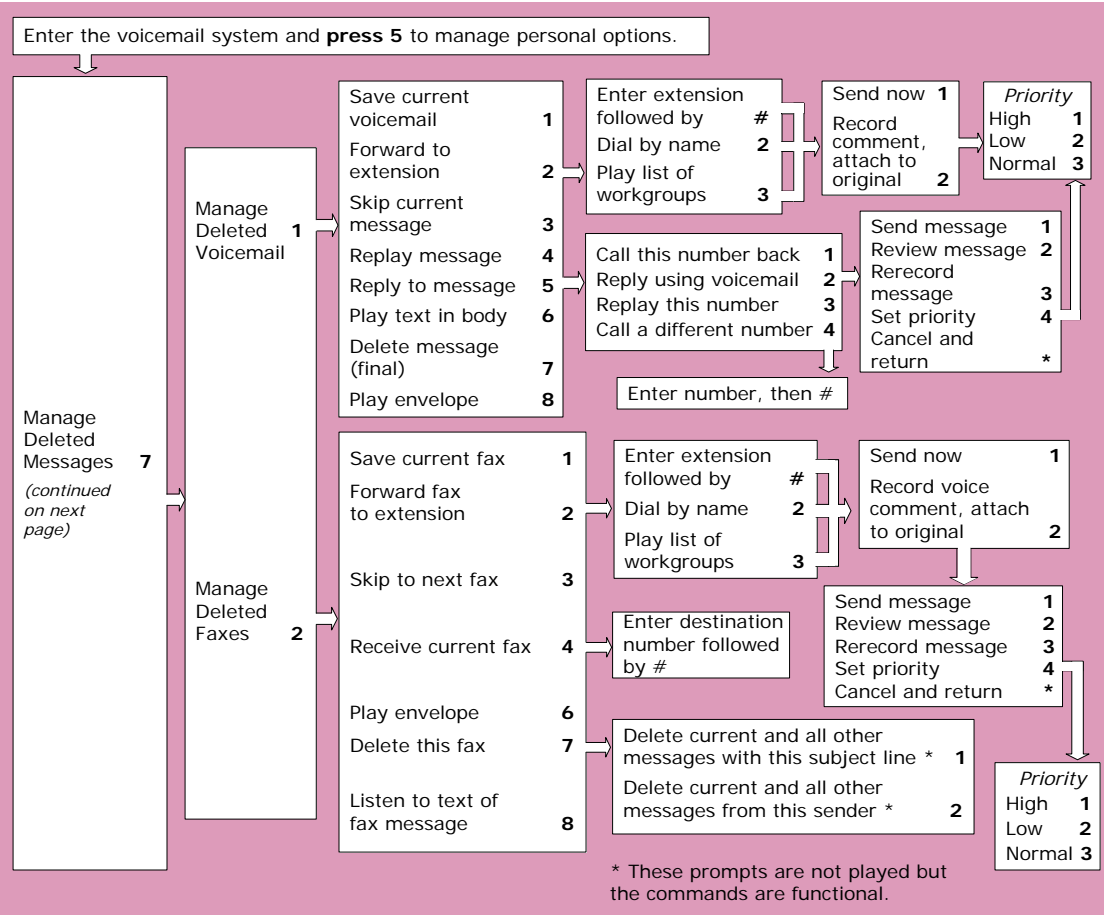 Enter the voicemail system and press 5 to manage personal options.
Manage
Deleted
Messages 7
(continued
on next
page)
Manage
Deleted 1
Voicemail
Save current
voicemail 1
Forward to
extension 2
Skip current
message 3
Replay message 4
Reply to message 5
Play text in body 6
Delete message
(final) 7
Play envelope 8
Enter extension
followed by #
Dial by name 2
Play list of
workgroups 3
Send now 1
Record
comment,
attach to
original 2
Priority
High 1
Low 2
Normal 3
Call this number back 1
Reply using voicemail 2
Replay this number 3
Call a different number 4
Send message 1
Review message 2
Rerecord
message 3
Set priority 4
Cancel and
return *
Enter number, then #
Manage
Deleted
Faxes 2
Save current fax 1
Forward fax
to extension 2
Skip to next fax 3
Receive current fax 4
Play envelope 6
Delete this fax 7
Listen to text of
fax message 8
Enter extension
followed by #
Dial by name 2
Play list of
workgroups 3
Send now 1
Record voice
comment, attach
to original 2
Enter destination
number followed
by #
Send message 1
Review message 2
Rerecord message 3
Set priority 4
Cancel and return *
Delete current and all other
messages with this subject line * 1
Delete current and all other
messages from this sender * 2
Priority
High 1
Low 2
Normal 3
* These prompts are not played but
the commands are functional.